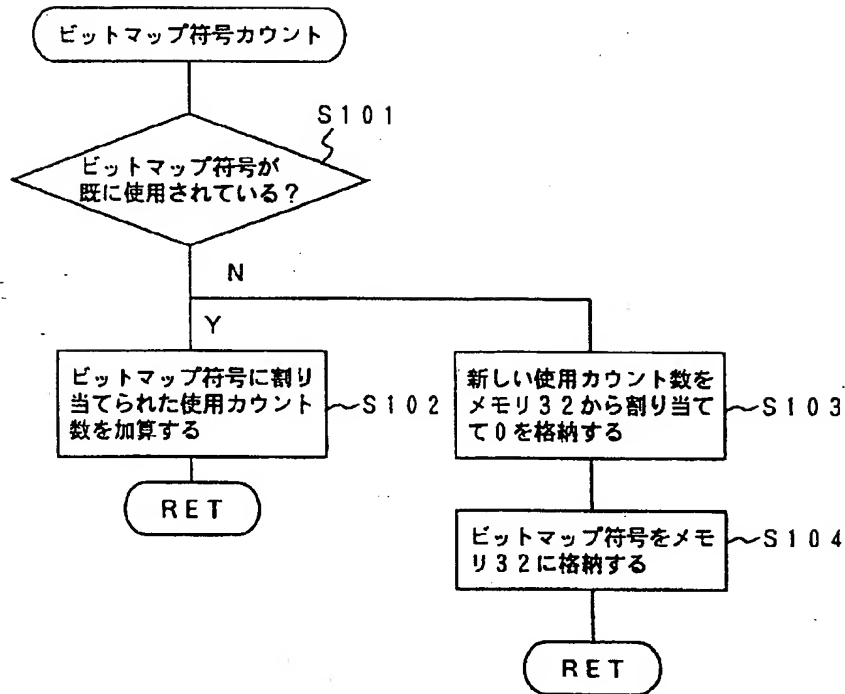 ビットマップ符号カウント
S101
ビットマップ符号が
既に使用されている?
N
Y
ビットマップ符号に割り
当てられた使用カウント
数を加算する
S102
RET
新しい使用カウント数を
メモリ32から割り当て
て0を格納する
S103
ビットマップ符号をメモ
リ32に格納する
S104
RET